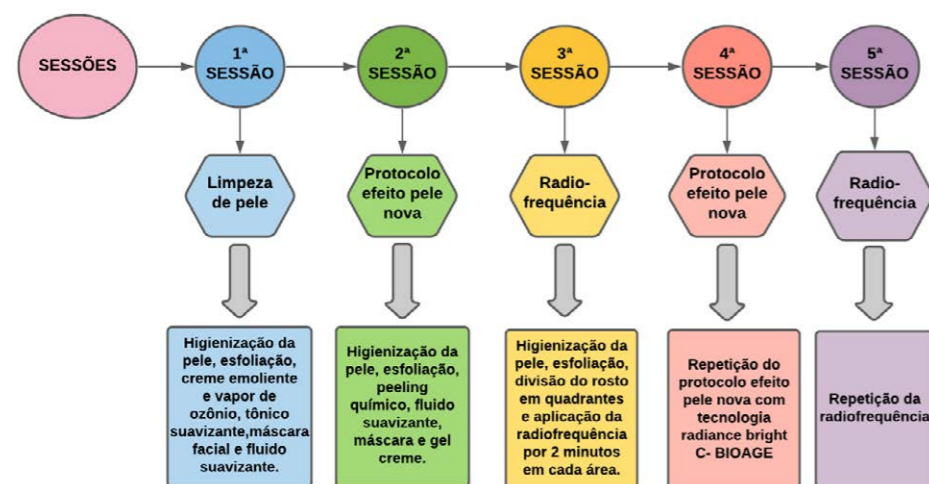 SESSÕES
1ª
SESSÃO
2ª
SESSÃO
3ª
SESSÃO
4ª
SESSÃO
5ª
SESSÃO
Limpeza
de pele
Protocolo
efeito pele
nova
Radio-
frequência
Protocolo
efeito pele
nova
Radio-
frequência
Higienização da
pele, esfoliação,
creme emoliente
e vapor de
ozônio, tônico
suavizante,máscara
facial e fluido
suavizante.
Higienização da
pele, esfoliação,
peeling
químico, fluido
suavizante,
máscara e gel
creme.
Higienização da
pele, esfoliação,
divisão do rosto
em quadrantes
e aplicação da
radiofrequência
por 2 minutos
em cada área.
Repetição do
protocolo efeito
pele nova com
tecnologia
radiance bright
C- BIOAGE
Repetição da
radiofrequência